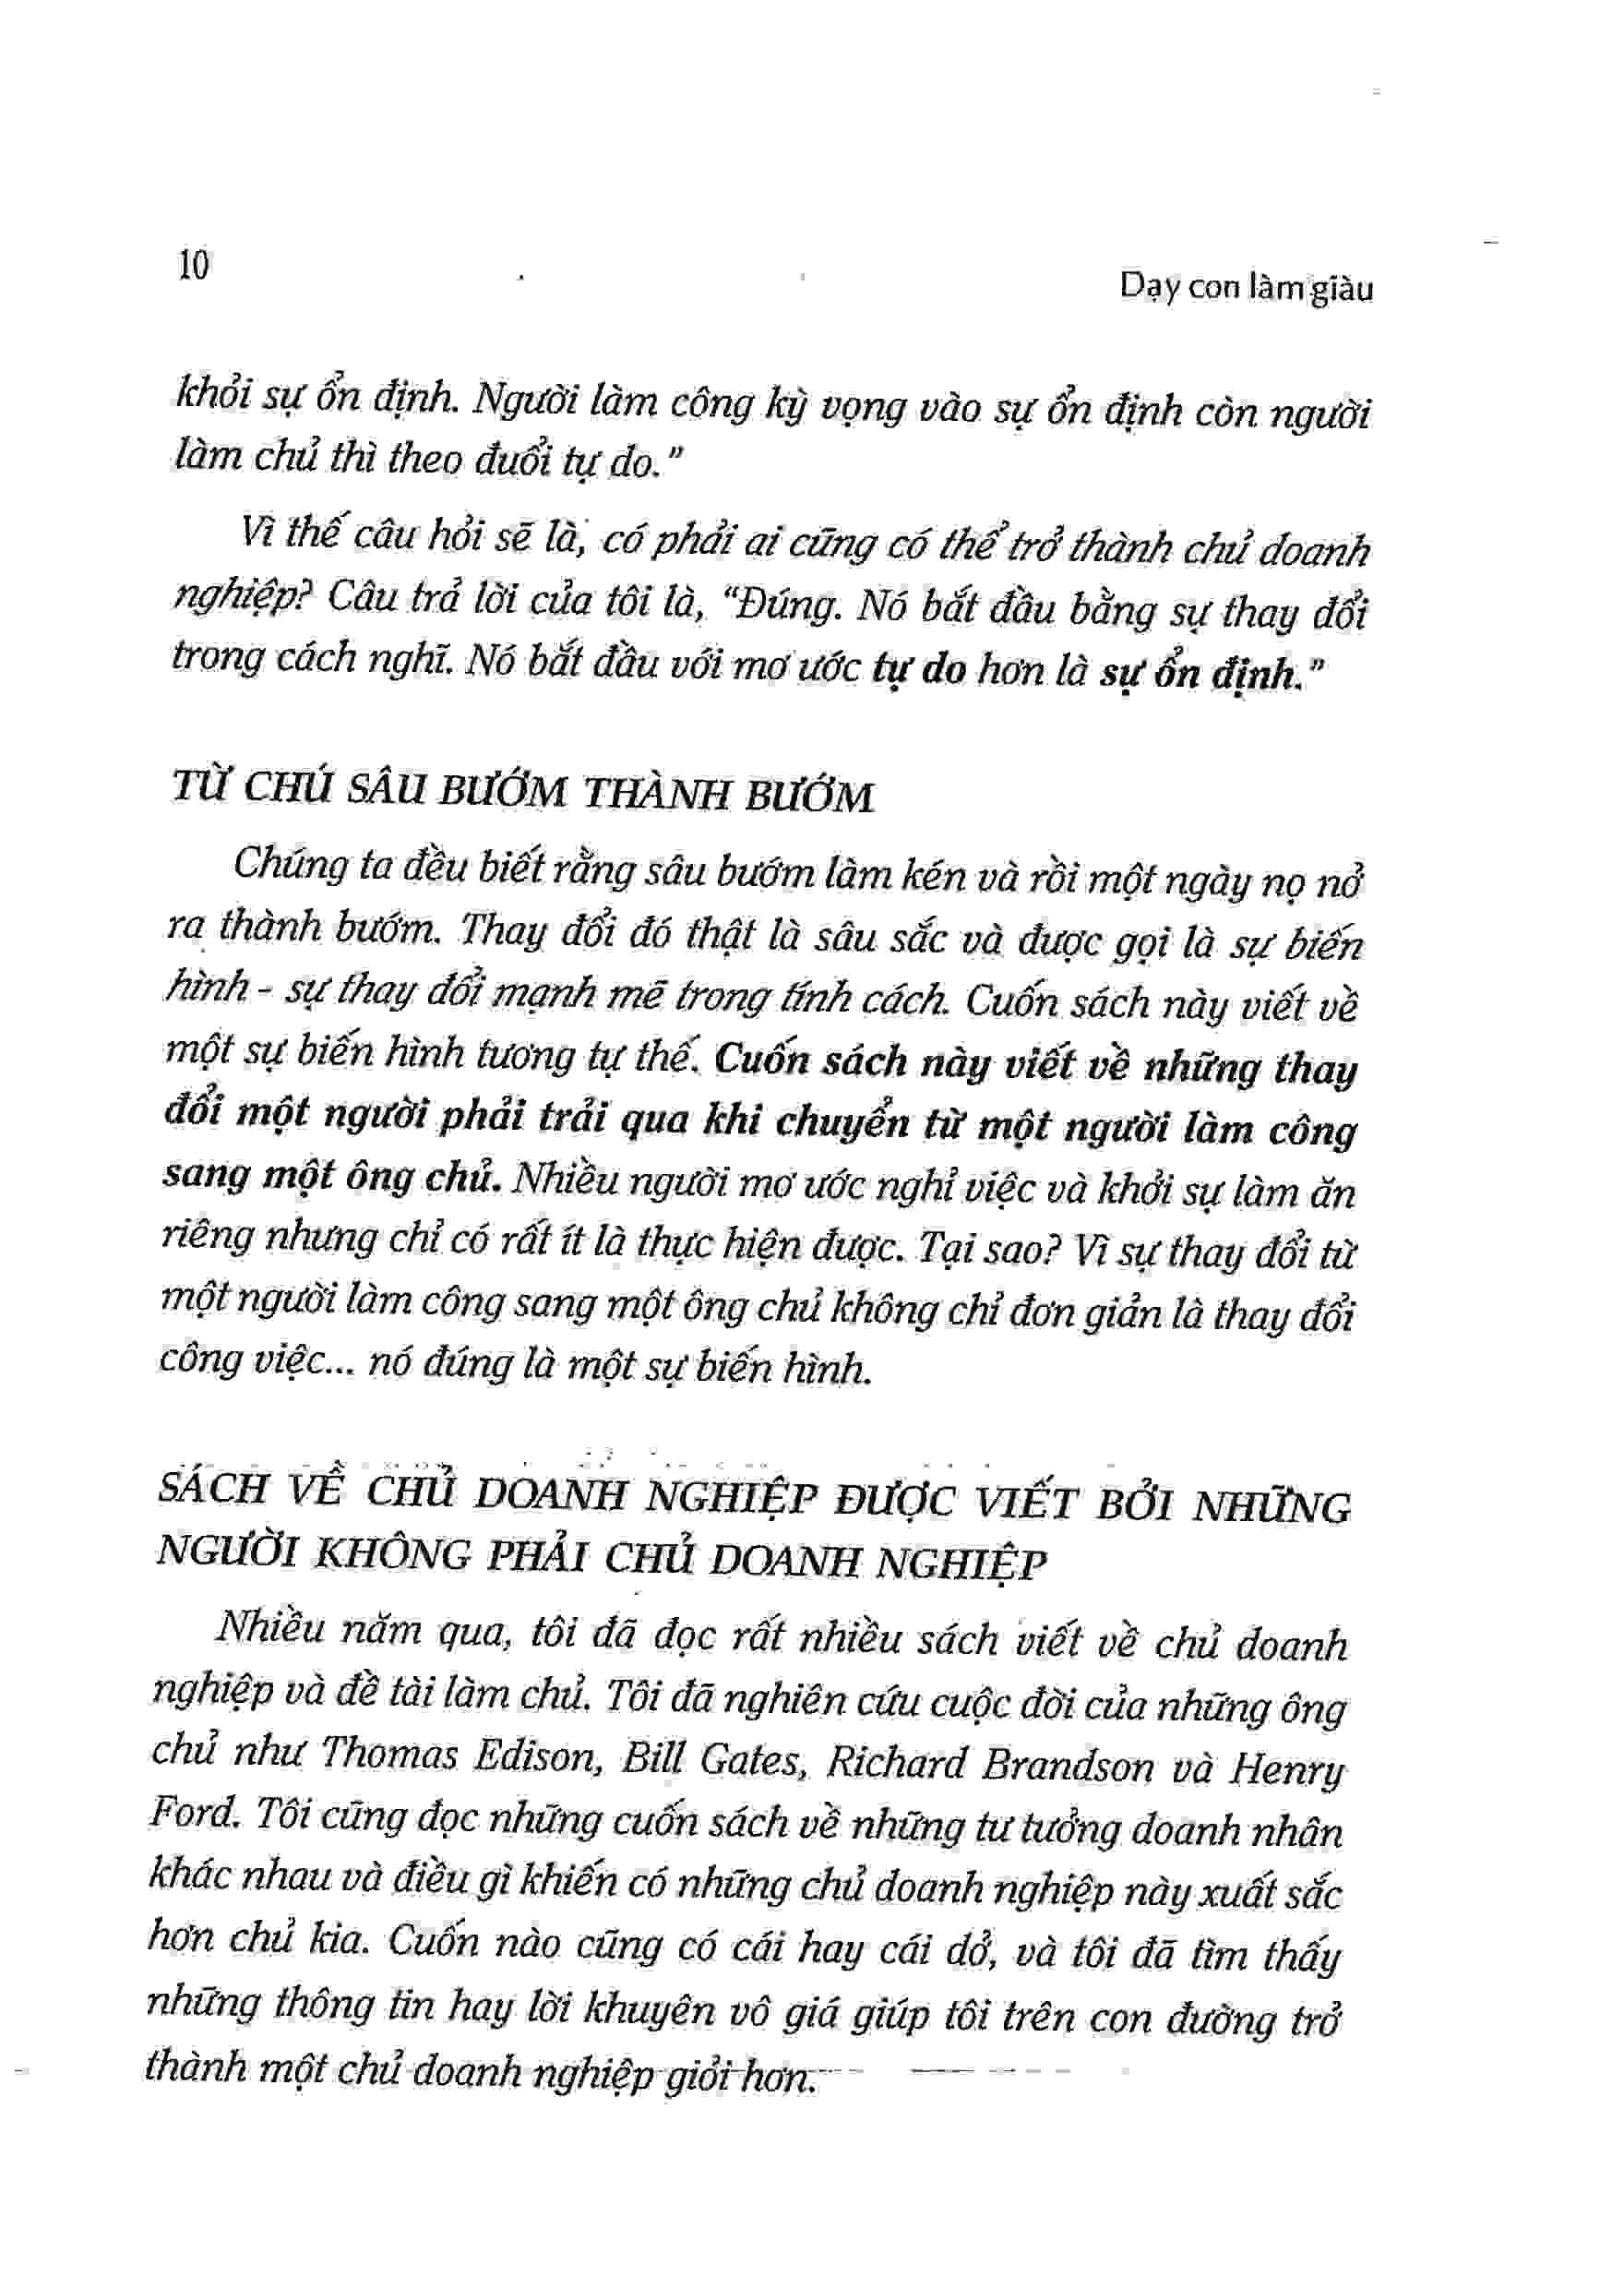 10
Dạy con làm giàu
khỏi sự ổn định. Người làm công kỳ vọng vào sự ổn định còn người
làm chủ thì theo đuổi tự do.”
Vì thế câu hỏi sẽ là, có phải ai cũng có thể trở thành chủ doanh
nghiệp? Câu trả lời của tôi là, “Đúng. Nó bắt đầu bằng sự thay đổi
trong cách nghĩ. Nó bắt đầu với mơ ước tự do hơn là sự ổn định.”
TỪ CHÚ SÂU BƯỚM THÀNH BƯỚM
Chúng ta đều biết rằng sâu bướm làm kén và rồi một ngày nọ nở
ra thành bướm. Thay đổi đó thật là sâu sắc và được gọi là sự biến
hình - sự thay đổi mạnh mẽ trong tính cách. Cuốn sách này viết về
một sự biến hình tương tự thế. Cuốn sách này viết về những thay
đổi một người phải trải qua khi chuyển từ một người làm công
sang một ông chủ. Nhiều người mơ ước nghỉ việc và khởi sự làm ăn
riêng nhưng chỉ có rất ít là thực hiện được. Tại sao? Vì sự thay đổi từ
một người làm công sang một ông chủ không chỉ đơn giản là thay đổi
công việc... nó đúng là một sự biến hình.
SÁCH VỀ CHỦ DOANH NGHIỆP ĐƯỢC VIẾT BỞI NHỮNG
NGƯỜI KHÔNG PHẢI CHỦ DOANH NGHIỆP
Nhiều năm qua, tôi đã đọc rất nhiều sách viết về chủ doanh
nghiệp và đề tài làm chủ. Tôi đã nghiên cứu cuộc đời của những ông
chủ như Thomas Edison, Bill Gates, Richard Brandson và Henry
Ford. Tôi cũng đọc những cuốn sách về những tư tưởng doanh nhân
khác nhau và điều gì khiến có những chủ doanh nghiệp này xuất sắc
hơn chủ kia. Cuốn nào cũng có cái hay cái dở, và tôi đã tìm thấy
những thông tin hay lời khuyên vô giá giúp tôi trên con đường trở
thành một chủ doanh nghiệp giỏi hơn.